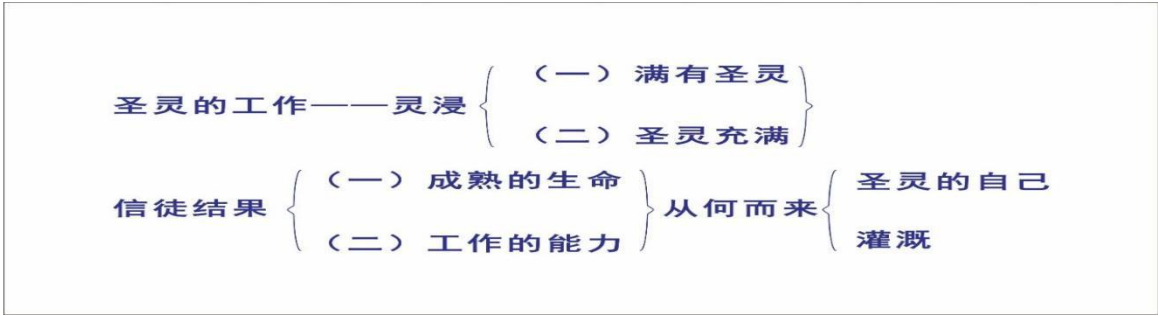 （一）满有圣灵
圣灵的工作——灵浸
（二）圣灵充满
（一）成熟的生命
圣灵的自己
信徒结果
从何而来
（二）工作的能力
灌溉